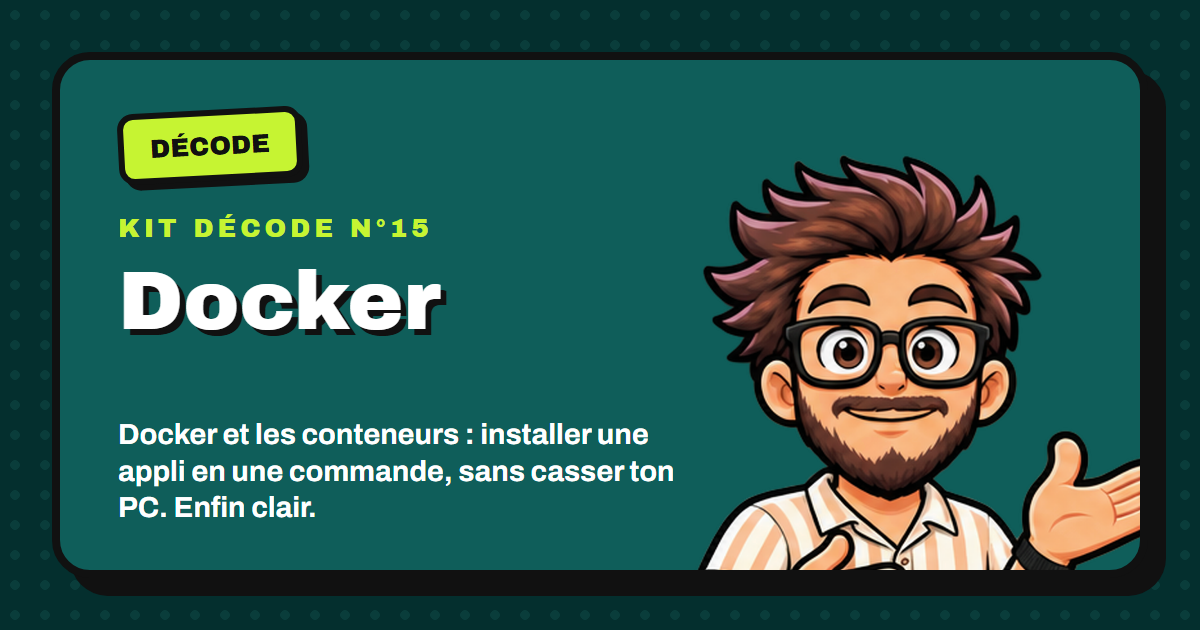 DÉCODE
KIT DÉCODE N°15
Docker
Docker et les conteneurs : installer une
appli en une commande, sans casser ton
PC. Enfin clair.